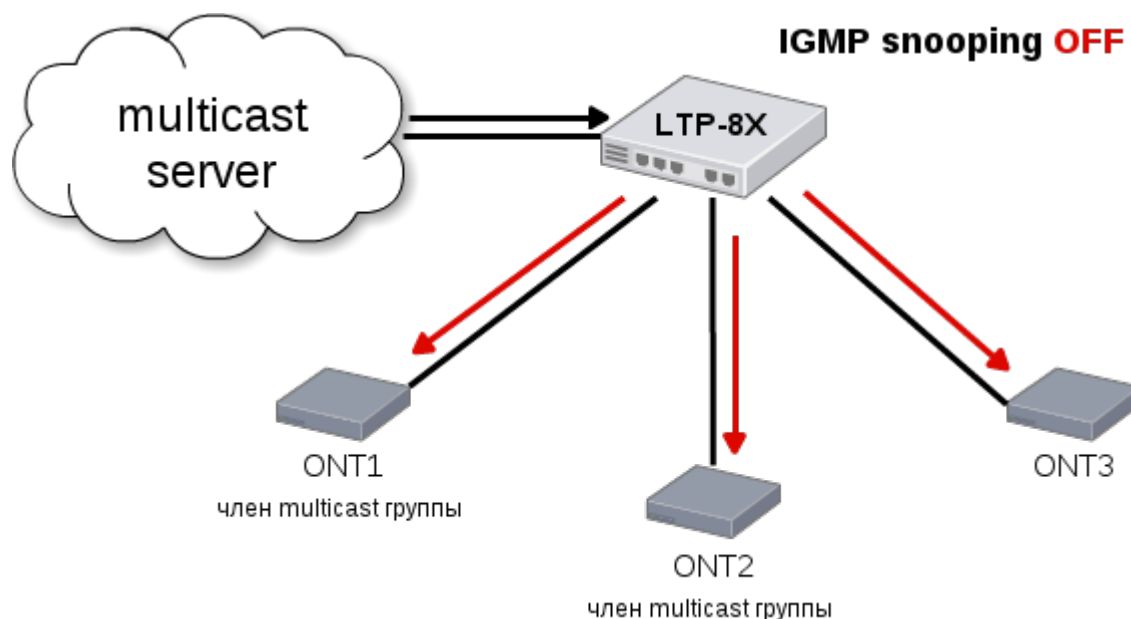 IGMP snooping OFF
multicast
server
LTP-8X
ONT1
член multicast группы
ONT2
член multicast группы
ONT3